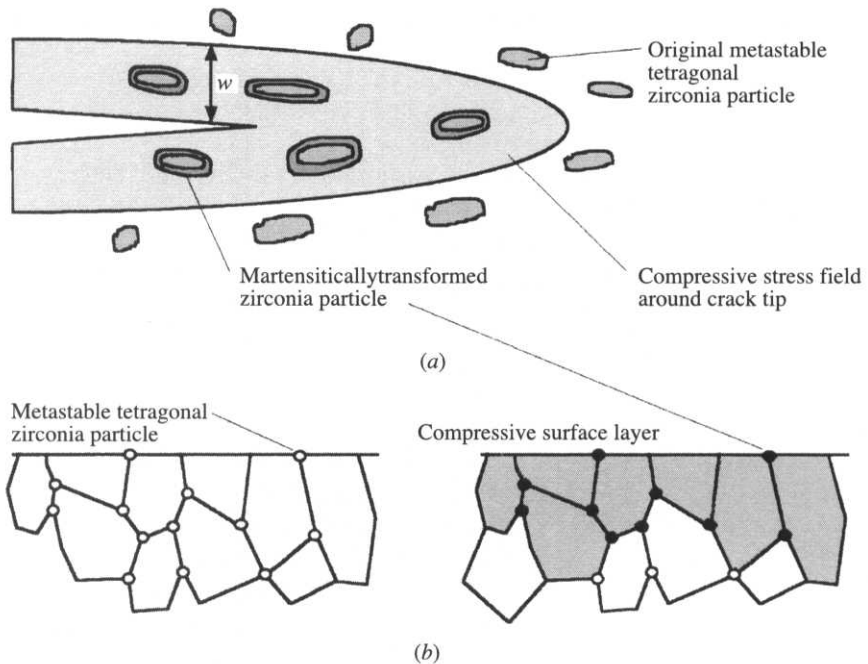 w
Original metastable
tetragonal
zirconia particle
Martensiticallytransformed
zirconia particle
Compressive stress field
around crack tip
(a)
Metastable tetragonal
zirconia particle
Compressive surface layer
(b)